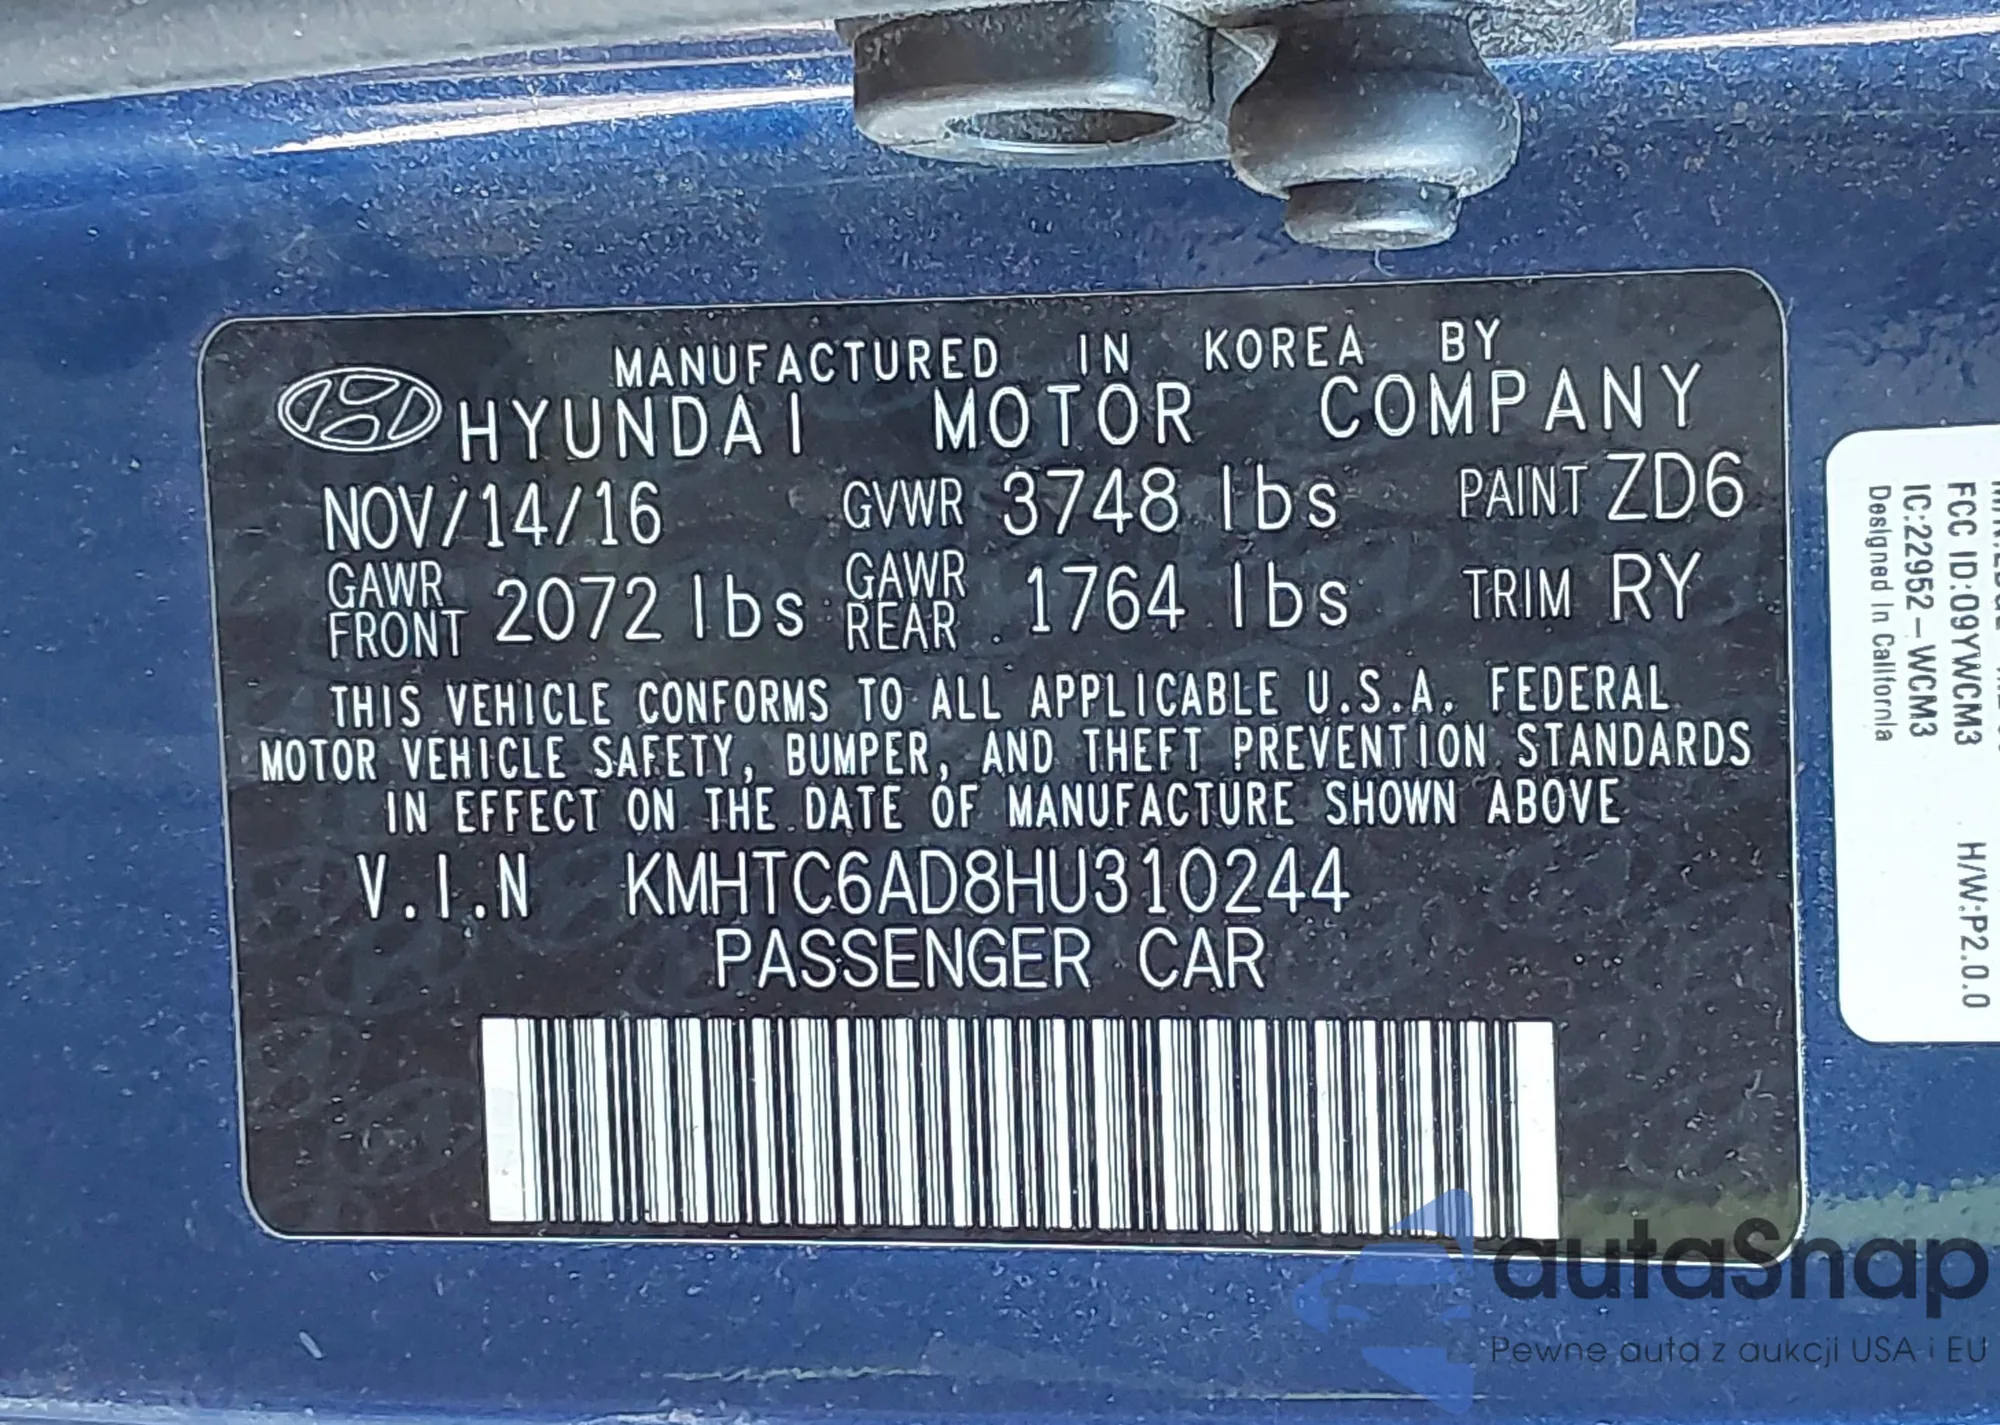 MANUFACTURED IN KOREA BY
HYUNDAI MOTOR COMPANY
NOV/14/16 GVWR 3748 lbs PAINT ZD6
GAWR FRONT 2072 lbs GAWR REAR 1764 lbs TRIM RY
THIS VEHICLE CONFORMS TO ALL APPLICABLE U.S.A. FEDERAL
MOTOR VEHICLE SAFETY, BUMPER, AND THEFT PREVENTION STANDARDS
IN EFFECT ON THE DATE OF MANUFACTURE SHOWN ABOVE
V.I.N KMHTC6AD8HU310244
PASSENGER CAR
FCC ID:09YWCM3 H/W:P2.0.0
IC:22952-WCM3
Designed In California
autaSnap
Pewne auta z aukcji USA i EU